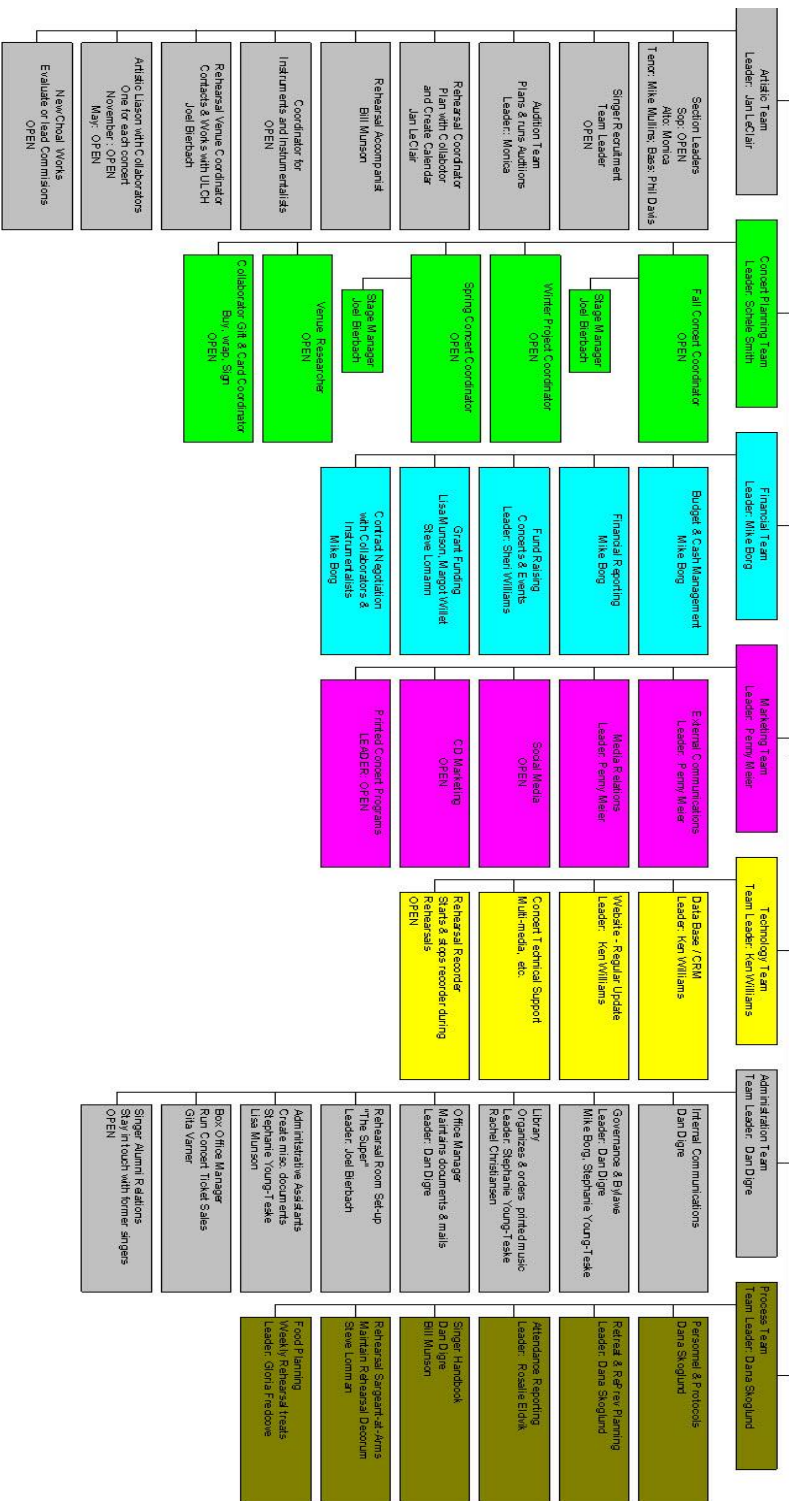 Artistic Team
Leader: Jan LeClair
Section Leaders
Sop: OPEN
Alto: Monica
Tenor: Mike Mulline; Bass: Phil Davis
Singer Recruitment
Team Leader
OPEN
Audition Team
Plans & runs Auditiions
Leader: Monica
Rehearsal Coordinator
Plan with Collabotor
and Create Calendar
Jan LeClair
Rehearsal Accompanist
Bill Munson
Coordinator for
Instruments and Instrumentalists
OPEN
Rehearsal Venue Coordinator
Contacts & Works with ULCH
Joel Bierbach
Artistic Liason with Collaborators
One for each concert
November : OPEN
May: OPEN
New Choal Works
Evaluate or lead Commisions
OPEN
Concert Planning Team
Leader: Schele Smith
Fall Concert Coordinator
OPEN
Stage Manager
Joel Bierbach
Winter Project Coordinator
OPEN
Spring Concert Coordinator
OPEN
Stage Manager
Joel Bierbach
Venue Researcher
OPEN
Collaborator Gift & Card Coordinator
Buy, wrap, Sign
OPEN
Financial Team
Leader: Mike Borg
Budget & Cash Management
Mike Borg
Financial Reporting
Mike Borg
Fund Raising
Concerts & Events
Leader: Sheri Williams
Grant Funding
Lisa Munson, Margot Willet
Steve Lomamn
Contract Negotiation
with Collaborators &
Instrumentalists
Mike Borg
Marketing Team
Leader: Penny Meier
External Communications
Leader: Penny Meier
Media Relations
Leader: Penny Meier
Social Media
OPEN
CD Marketing
OPEN
Printed Concert Programs
LEADER: OPEN
Technology Team
Team Leader: Ken Williams
Data Base / CRM
Leader: Ken Williams
Website - Regular Update
Leader: Ken Williams
Concert Technical Support
Multi-media, etc.
Rehearsal Recorder
Starts & stops recorder during
Rehearsals
OPEN
Administration Team
Team Leader: Dan Digre
Internal Communications
Dan Digre
Governance & Bylaws
Leader: Dan Digre
Mike Borg, Stephanie Young-Teske
Library
Organizes & orders printed music
Leader: Stephanie Young-Teske
Rachel Christiansen
Office Manager
Maintains documents & mails
Leader: Dan Digre
Rehearsal Room Set-up
"The Super"
Leader: Joel Bierbach
Adminitstrative Assistants
Create misc. documents
Stephanie Young-Teske
Lisa Munson
Box Office Manager
Run Concert Ticket Sales
Gita Varner
Singer Alumni Relations
Stay in touch with former singers
OPEN
Process Team
Team Leader: Dana Skoglund
Personnel & Protocols
Dana Skoglund
Retreat & RePrev Planning
Leader: Dana Skoglund
Attendance Reporting
Leader: Rosalie Eidvik
Singer Handbook
Dan Digre
Bill Munson
Rehearsal Sargeant-at-Arms
Maintain Rehearsal Decorum
Steve Lomman
Food Planning
Weekly Rehearsal treats
Leader: Gloria Fredoove